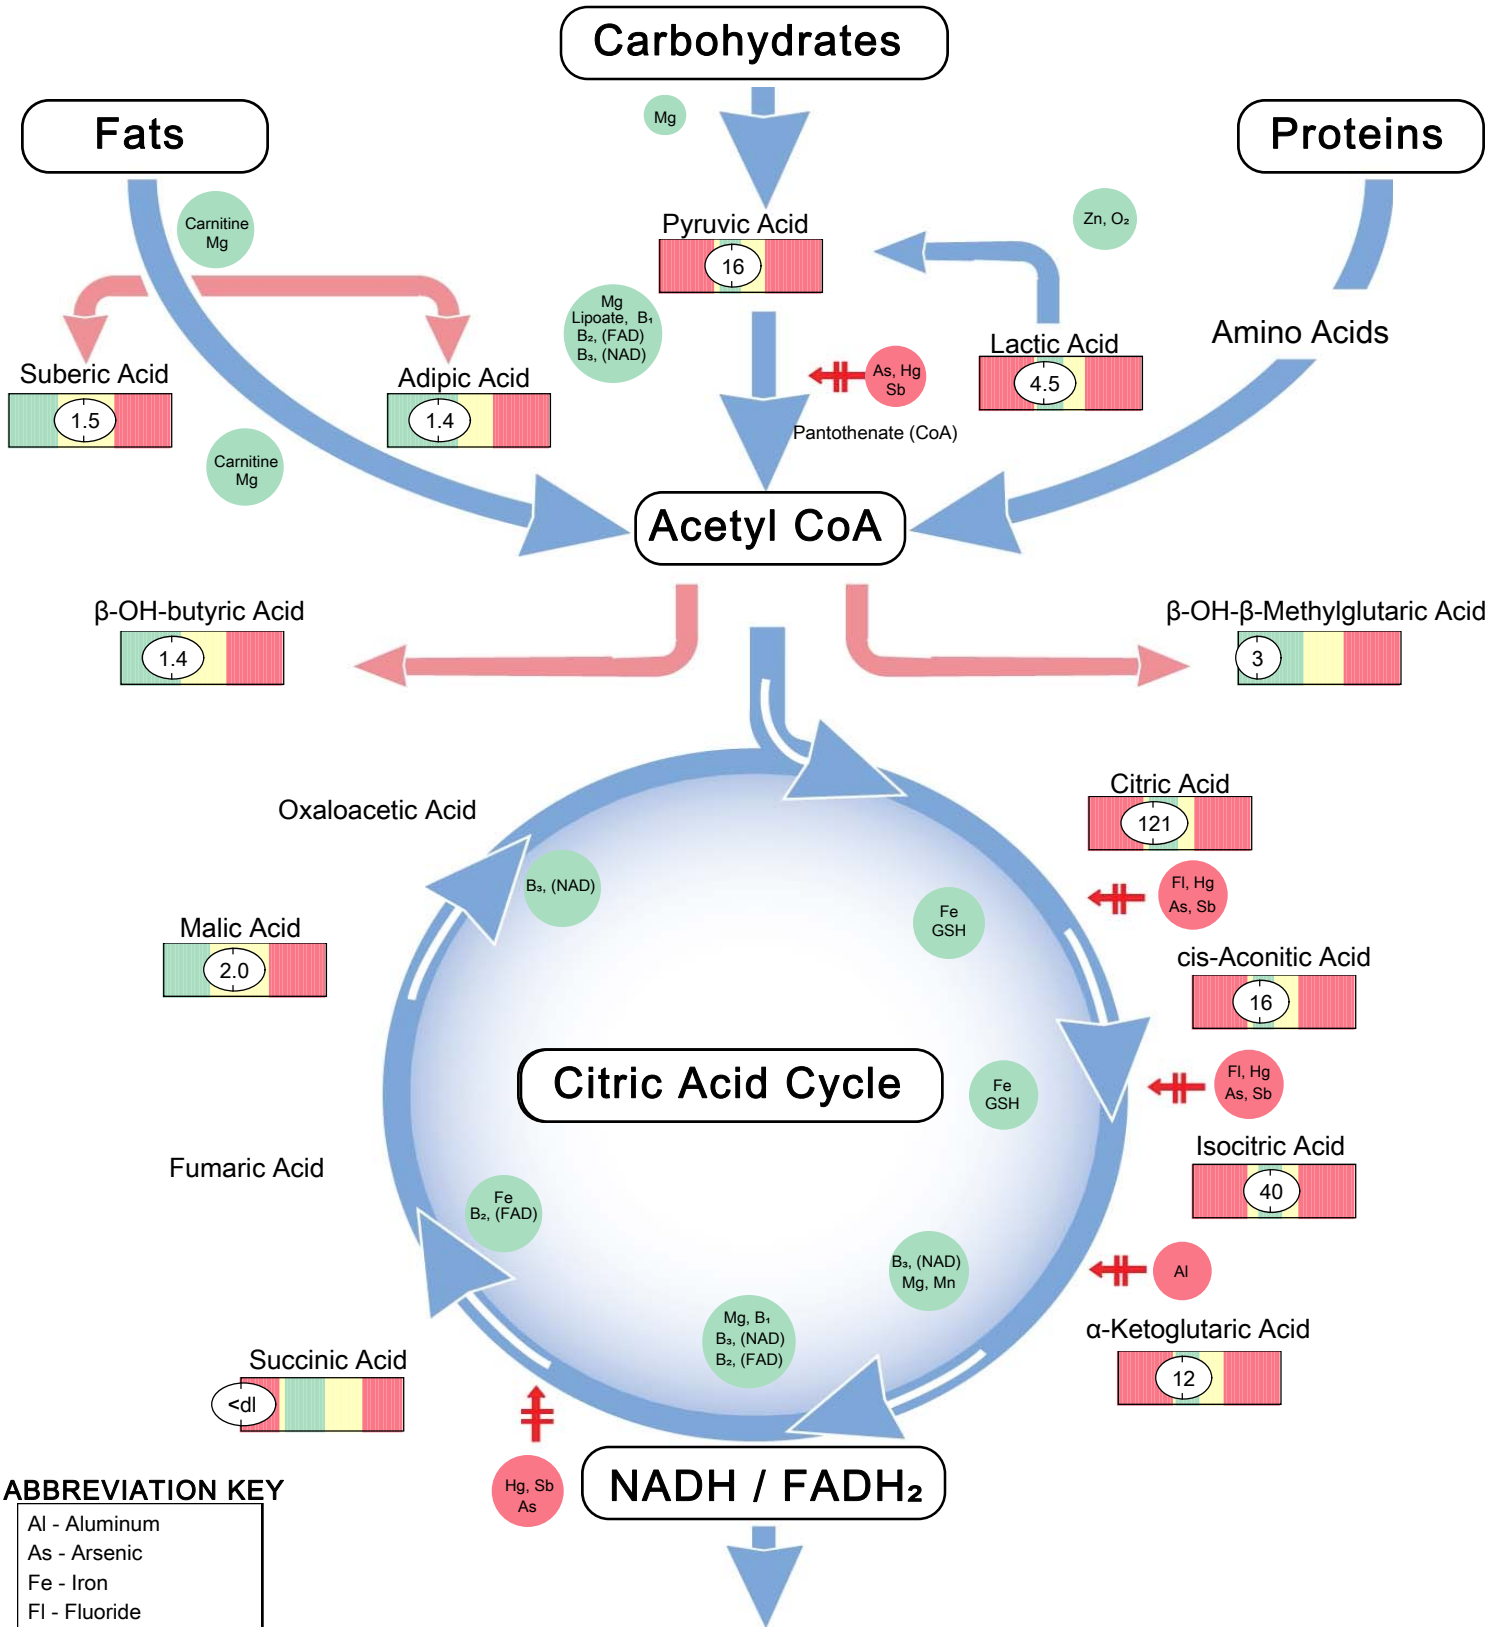 Carbohydrates
Fats
Proteins
Mg
Carnitine
Mg
Zn, O₂
Pyruvic Acid
16
Mg
Lipoate, B₁
B₂, (FAD)
B₃, (NAD)
As, Hg
Sb
Lactic Acid
4.5
Amino Acids
Suberic Acid
1.5
Adipic Acid
1.4
Pantothenate (CoA)
Carnitine
Mg
Acetyl CoA
β-OH-butyric Acid
1.4
β-OH-β-Methylglutaric Acid
3
Citric Acid
121
Oxaloacetic Acid
B₃, (NAD)
Fl, Hg
As, Sb
Fe
GSH
Malic Acid
2.0
cis-Aconitic Acid
16
Citric Acid Cycle
Fe
GSH
Fl, Hg
As, Sb
Isocitric Acid
40
Fumaric Acid
Fe
B₂, (FAD)
B₃, (NAD)
Mg, Mn
Al
Mg, B₁
B₃, (NAD)
B₂, (FAD)
α-Ketoglutaric Acid
12
Succinic Acid
<dl
Hg, Sb
As
NADH / FADH₂
ABBREVIATION KEY
Al - Aluminum
As - Arsenic
Fe - Iron
Fl - Fluoride